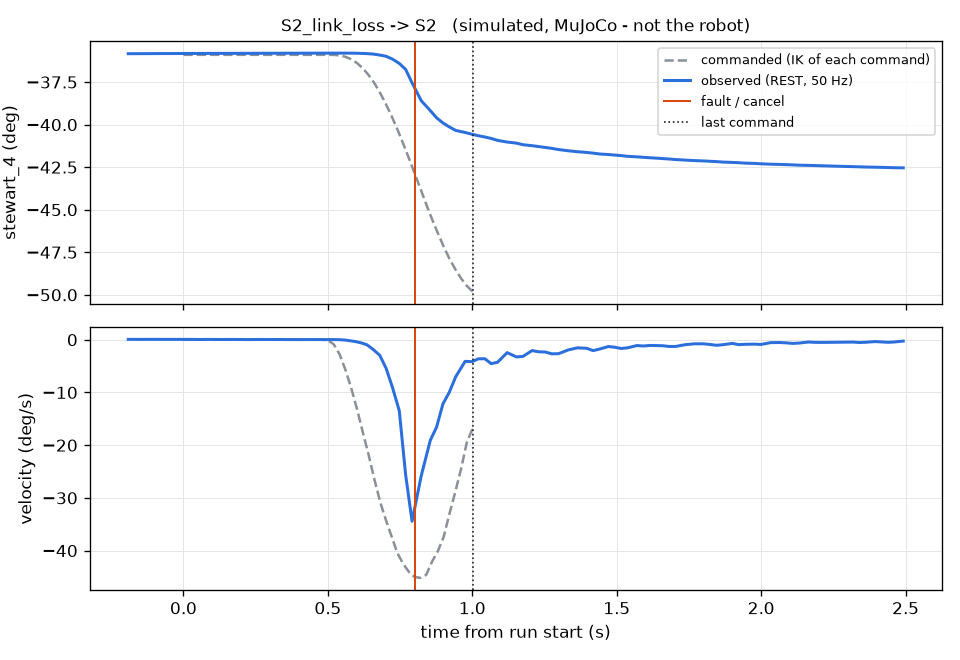 S2_link_loss -> S2   (simulated, MuJoCo - not the robot)
commanded (IK of each command)
observed (REST, 50 Hz)
fault / cancel
last command
stewart_4 (deg)
−37.5
−40.0
−42.5
−45.0
−47.5
−50.0
velocity (deg/s)
0
−10
−20
−30
−40
0.0 0.5 1.0 1.5 2.0 2.5
time from run start (s)